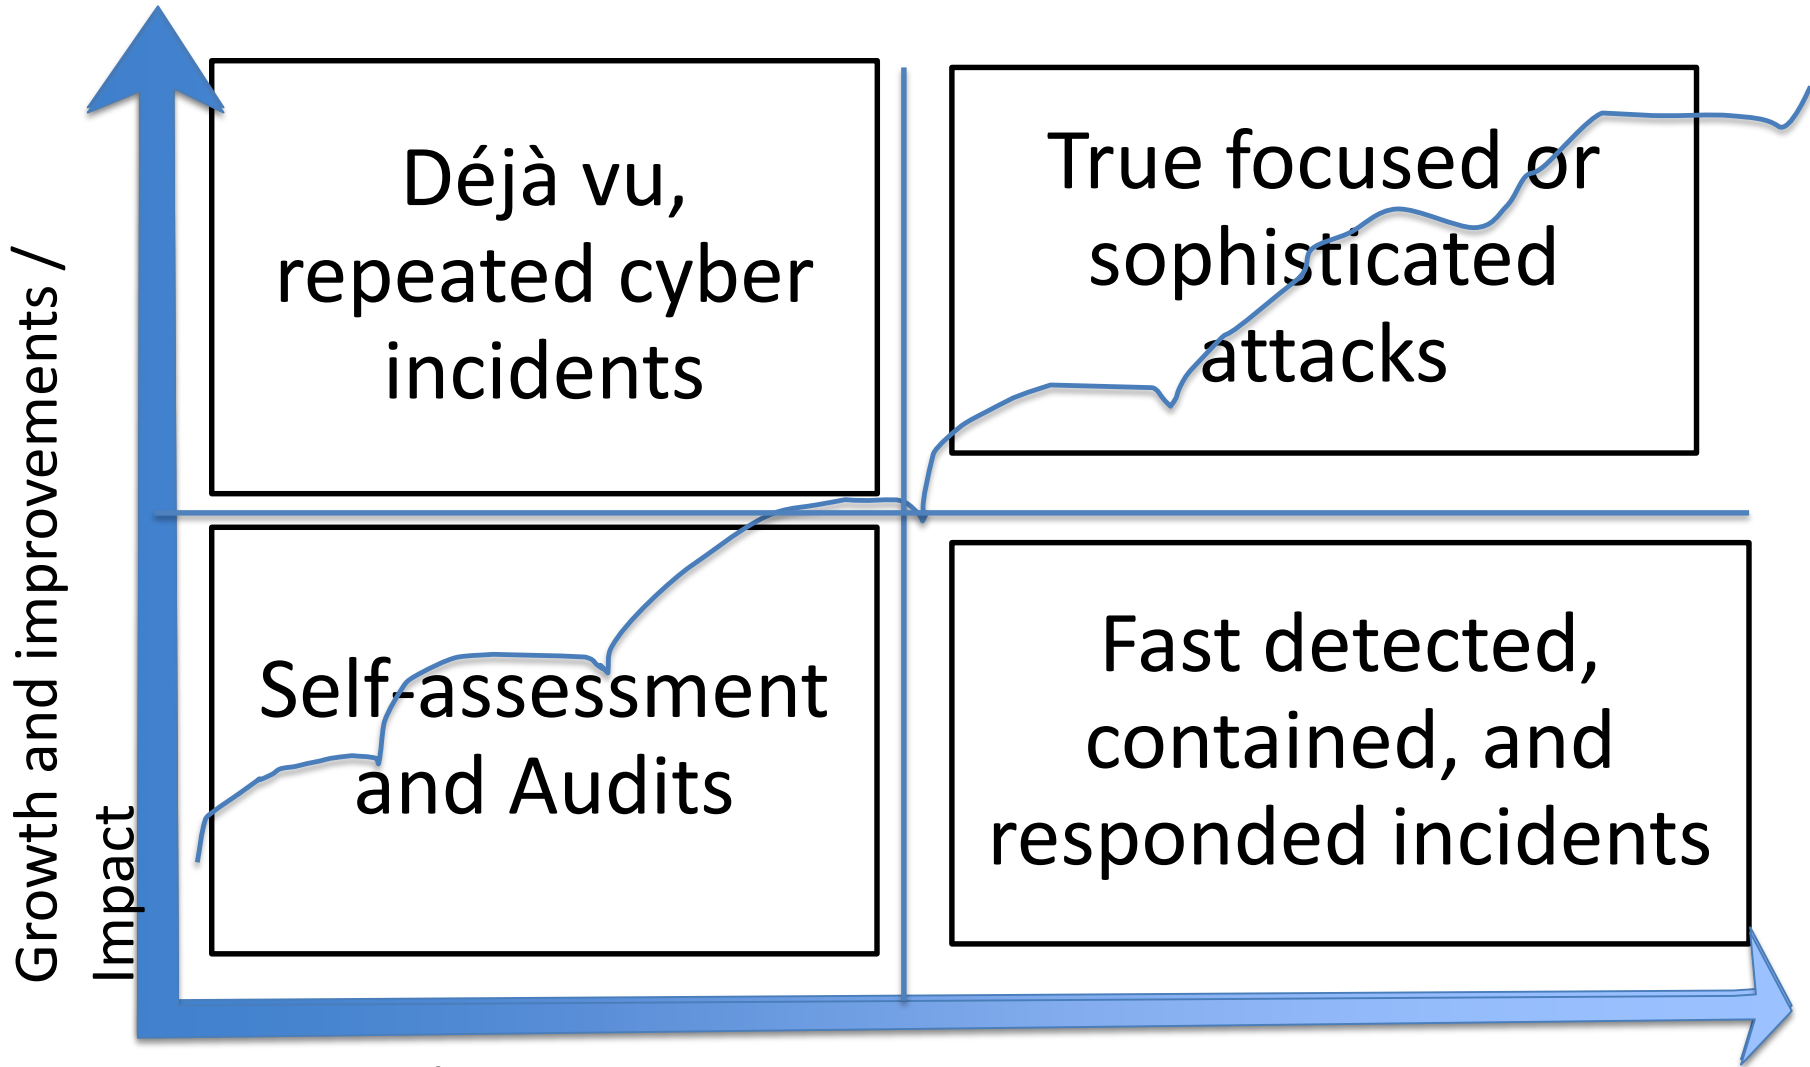 Growth and improvements /
Impact
Déjà vu,
repeated cyber
incidents
True focused or
sophisticated
attacks
Self-assessment
and Audits
Fast detected,
contained, and
responded incidents